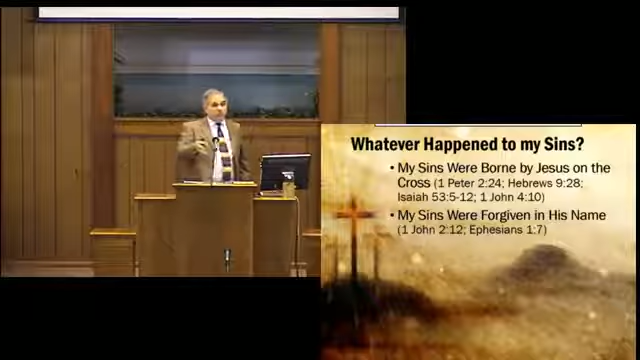 Whatever Happened to my Sins?
• My Sins Were Borne by Jesus on the
Cross (1 Peter 2:24; Hebrews 9:28;
Isaiah 53:5-12; 1 John 4:10)
• My Sins Were Forgiven in His Name
(1 John 2:12; Ephesians 1:7)